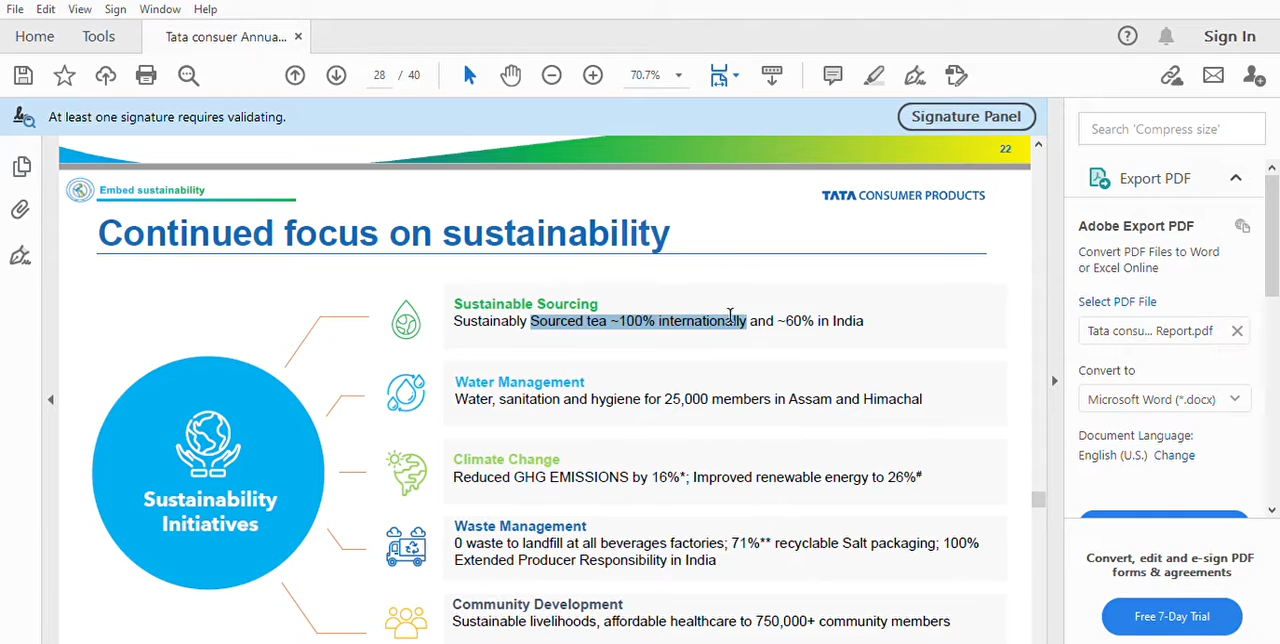 File Edit View Sign Window Help
Home Tools Tata consuer Annua... × Sign In
28 / 40 70.7%
At least one signature requires validating. Signature Panel
Search 'Compress size'
22
Embed sustainability
TATA CONSUMER PRODUCTS
Continued focus on sustainability
Sustainable Sourcing
Sustainably Sourced tea ~100% internationally and ~60% in India
Water Management
Water, sanitation and hygiene for 25,000 members in Assam and Himachal
Climate Change
Reduced GHG EMISSIONS by 16%*; Improved renewable energy to 26%#
Waste Management
0 waste to landfill at all beverages factories; 71%** recyclable Salt packaging; 100%
Extended Producer Responsibility in India
Community Development
Sustainable livelihoods, affordable healthcare to 750,000+ community members
Sustainability
Initiatives
Export PDF
Adobe Export PDF
Convert PDF Files to Word
or Excel Online
Select PDF File
Tata consu... Report.pdf
Convert to
Microsoft Word (*.docx)
Document Language:
English (U.S.) Change
Convert, edit and e-sign PDF
forms & agreements
Free 7-Day Trial